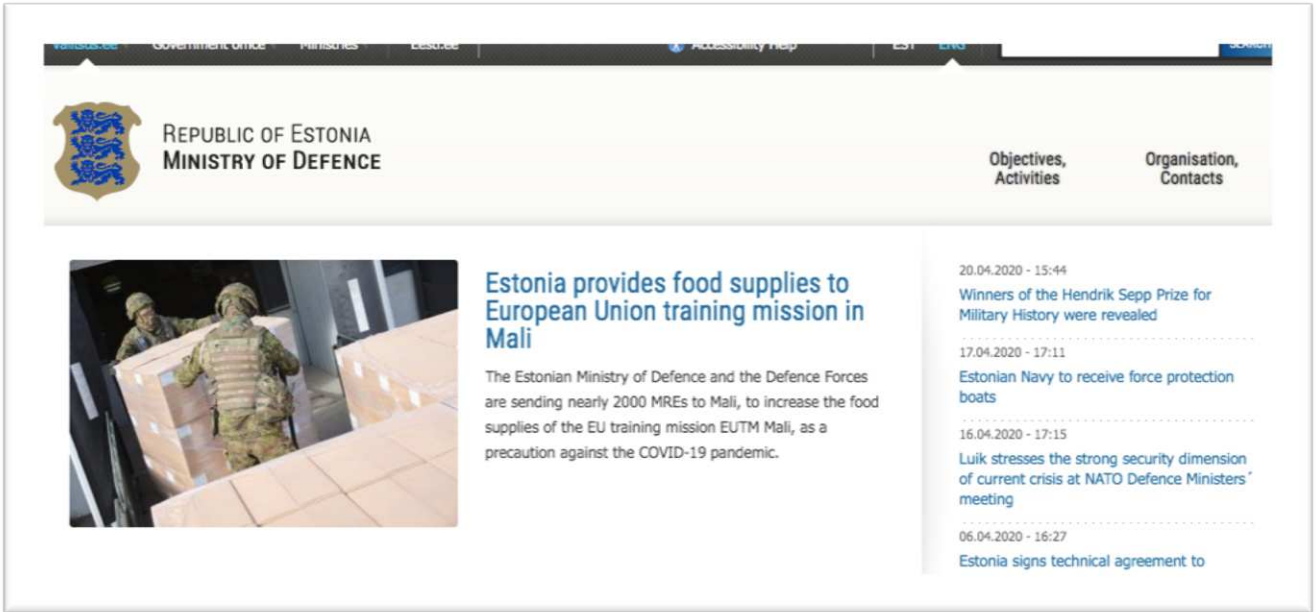 Valitsus.ee Government office Ministries Eesti.ee Accessibility Help EST ENG SEARCH
REPUBLIC OF ESTONIA
MINISTRY OF DEFENCE
Objectives,
Activities
Organisation,
Contacts
Estonia provides food supplies to
European Union training mission in
Mali
The Estonian Ministry of Defence and the Defence Forces
are sending nearly 2000 MREs to Mali, to increase the food
supplies of the EU training mission EUTM Mali, as a
precaution against the COVID-19 pandemic.
20.04.2020 - 15:44
Winners of the Hendrik Sepp Prize for
Military History were revealed
17.04.2020 - 17:11
Estonian Navy to receive force protection
boats
16.04.2020 - 17:15
Luik stresses the strong security dimension
of current crisis at NATO Defence Ministers´
meeting
06.04.2020 - 16:27
Estonia signs technical agreement to